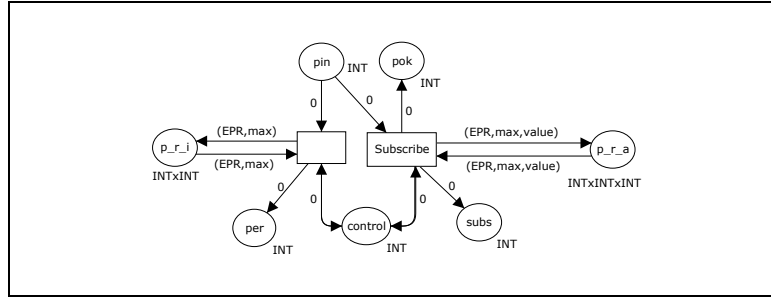 pin
INT
pok
INT
0
0
0
(EPR,max)
(EPR,max,value)
p_r_i
Subscribe
p_r_a
(EPR,max)
(EPR,max,value)
INTxINT
INTxINTxINT
0
0
0
0
per
INT
control
INT
subs
INT